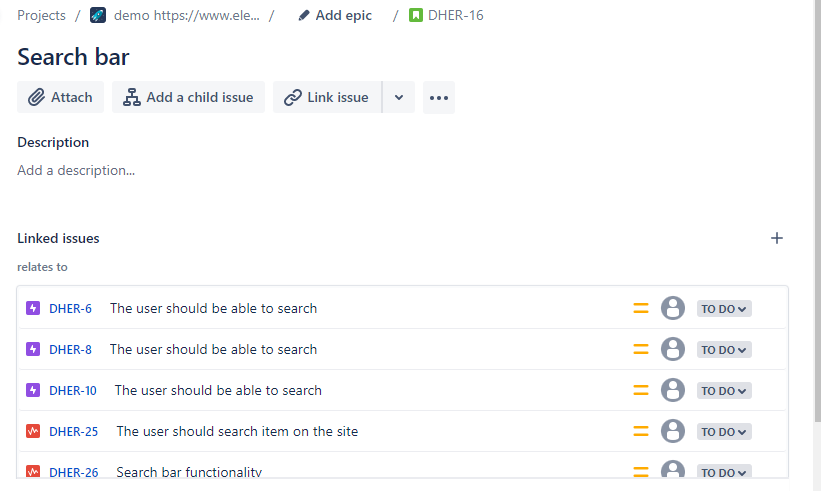 Projects / demo https://www.ele... / Add epic / DHER-16
Search bar
Attach Add a child issue Link issue
Description
Add a description...
Linked issues
relates to
DHER-6 The user should be able to search TO DO
DHER-8 The user should be able to search TO DO
DHER-10 The user should be able to search TO DO
DHER-25 The user should search item on the site TO DO
DHER-26 Search bar functionality TO DO